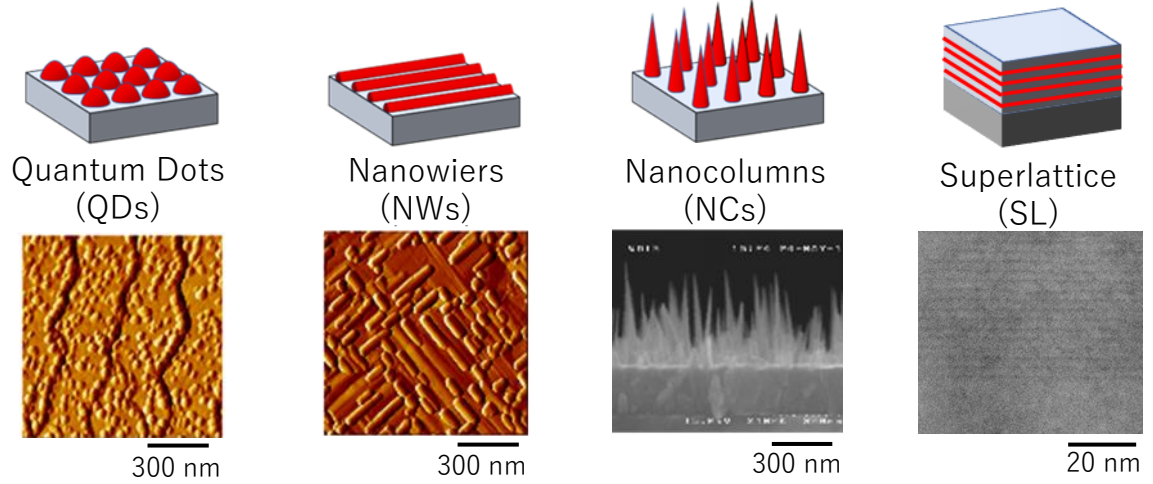 Quantum Dots
(QDs)
Nanowiers
(NWs)
Nanocolumns
(NCs)
Superlattice
(SL)
300 nm
300 nm
300 nm
20 nm